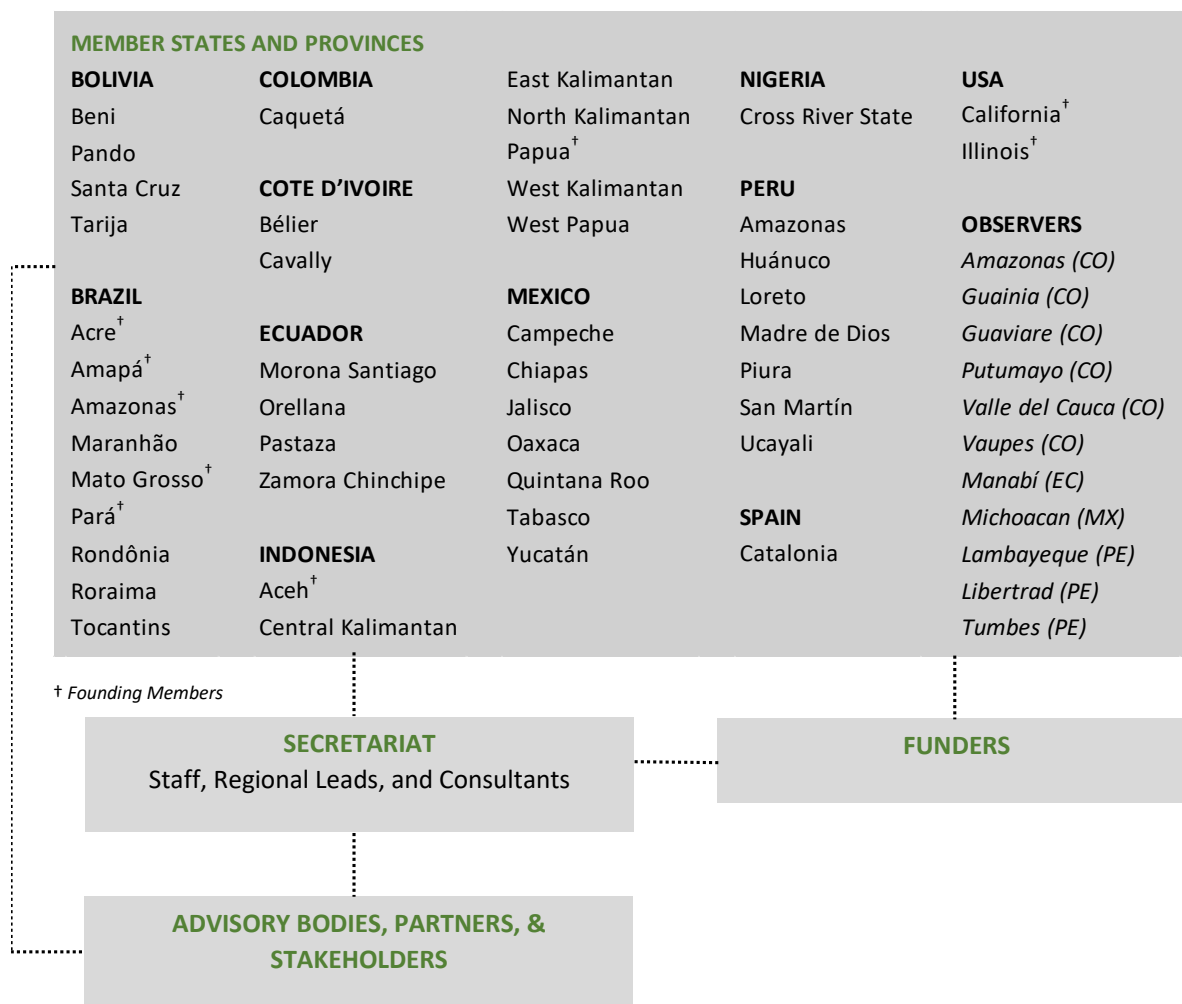 MEMBER STATES AND PROVINCES
BOLIVIA
Beni
Pando
Santa Cruz
Tarija
BRAZIL
Acre†
Amapá†
Amazonas†
Maranhão
Mato Grosso†
Pará†
Rondônia
Roraima
Tocantins
COLOMBIA
Caquetá
COTE D’IVOIRE
Bélier
Cavally
ECUADOR
Morona Santiago
Orellana
Pastaza
Zamora Chinchipe
INDONESIA
Aceh†
Central Kalimantan
East Kalimantan
North Kalimantan
Papua†
West Kalimantan
West Papua
MEXICO
Campeche
Chiapas
Jalisco
Oaxaca
Quintana Roo
Tabasco
Yucatán
NIGERIA
Cross River State
PERU
Amazonas
Huánuco
Loreto
Madre de Dios
Piura
San Martín
Ucayali
SPAIN
Catalonia
USA
California†
Illinois†
OBSERVERS
Amazonas (CO)
Guainia (CO)
Guaviare (CO)
Putumayo (CO)
Valle del Cauca (CO)
Vaupes (CO)
Manabí (EC)
Michoacan (MX)
Lambayeque (PE)
Libertrad (PE)
Tumbes (PE)
† Founding Members
SECRETARIAT
Staff, Regional Leads, and Consultants
FUNDERS
ADVISORY BODIES, PARTNERS, &
STAKEHOLDERS